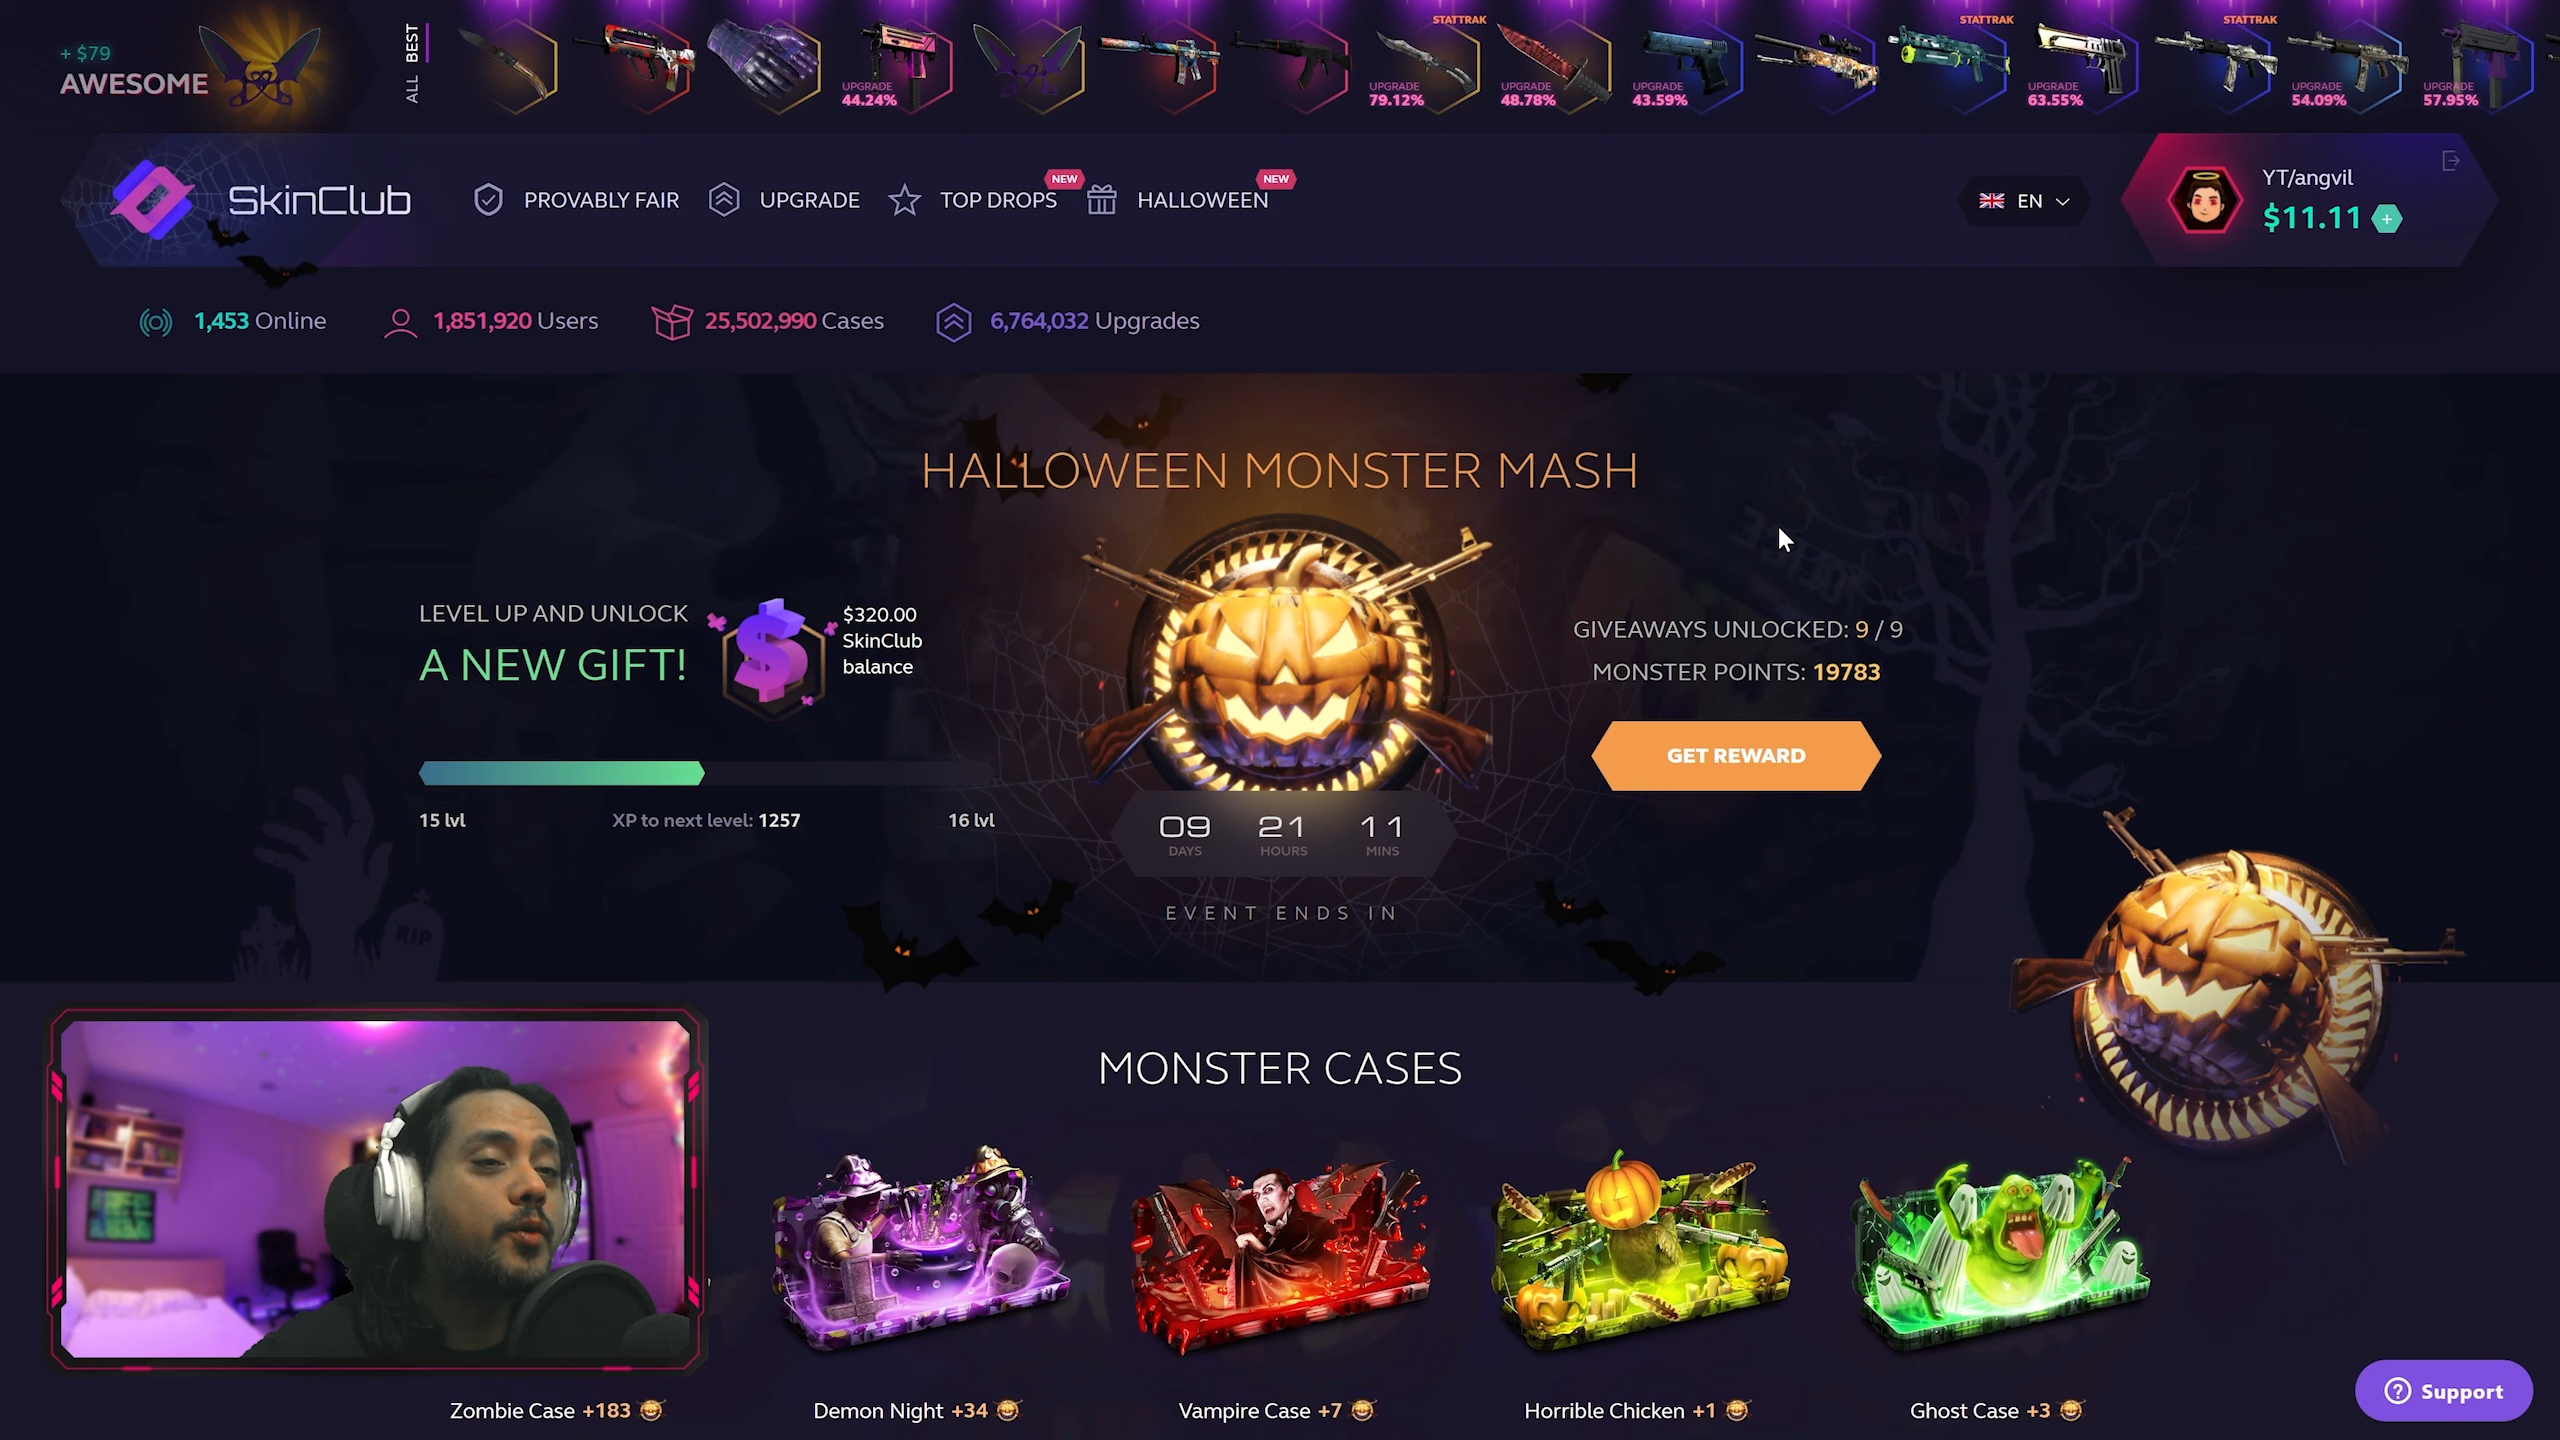 + $79
AWESOME
ALL BEST
UPGRADE
44.24%
STATTRAK
UPGRADE
79.12%
UPGRADE
48.78%
UPGRADE
43.59%
STATTRAK
UPGRADE
63.55%
STATTRAK
UPGRADE
54.09%
UPGRADE
57.95%
SkinClub
PROVABLY FAIR
UPGRADE
TOP DROPS
NEW
HALLOWEEN
NEW
EN
YT/angvil
$11.11 +
1,453 Online
1,851,920 Users
25,502,990 Cases
6,764,032 Upgrades
HALLOWEEN MONSTER MASH
LEVEL UP AND UNLOCK
A NEW GIFT!
$320.00
SkinClub
balance
15 lvl
XP to next level: 1257
16 lvl
09 21 11
DAYS HOURS MINS
EVENT ENDS IN
GIVEAWAYS UNLOCKED: 9 / 9
MONSTER POINTS: 19783
GET REWARD
RIP
MONSTER CASES
Zombie Case +183
Demon Night +34
Vampire Case +7
Horrible Chicken +1
Ghost Case +3
Support